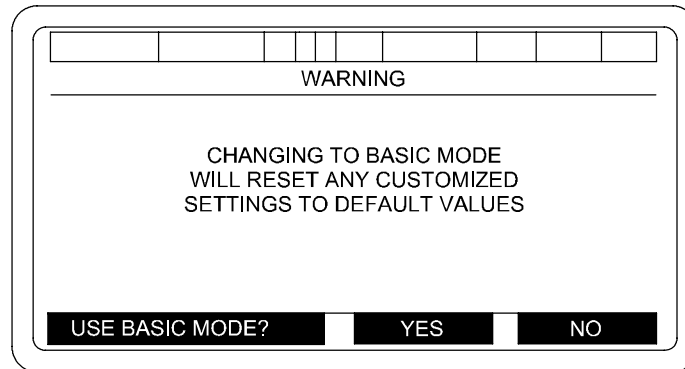 WARNING
CHANGING TO BASIC MODE
WILL RESET ANY CUSTOMIZED
SETTINGS TO DEFAULT VALUES
USE BASIC MODE? YES NO